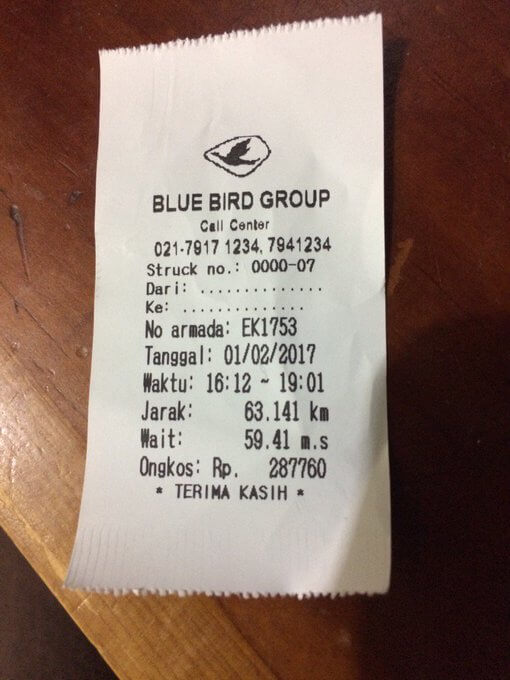 BLUE BIRD GROUP
Call Center
021-7917 1234, 7941234
Struck no.: 0000-07
Dari: ..............
Ke: ..............
No armada: EK1753
Tanggal: 01/02/2017
Waktu: 16:12 ~ 19:01
Jarak: 63.141 km
Wait: 59.41 m.s
Ongkos: Rp. 287760
* TERIMA KASIH *